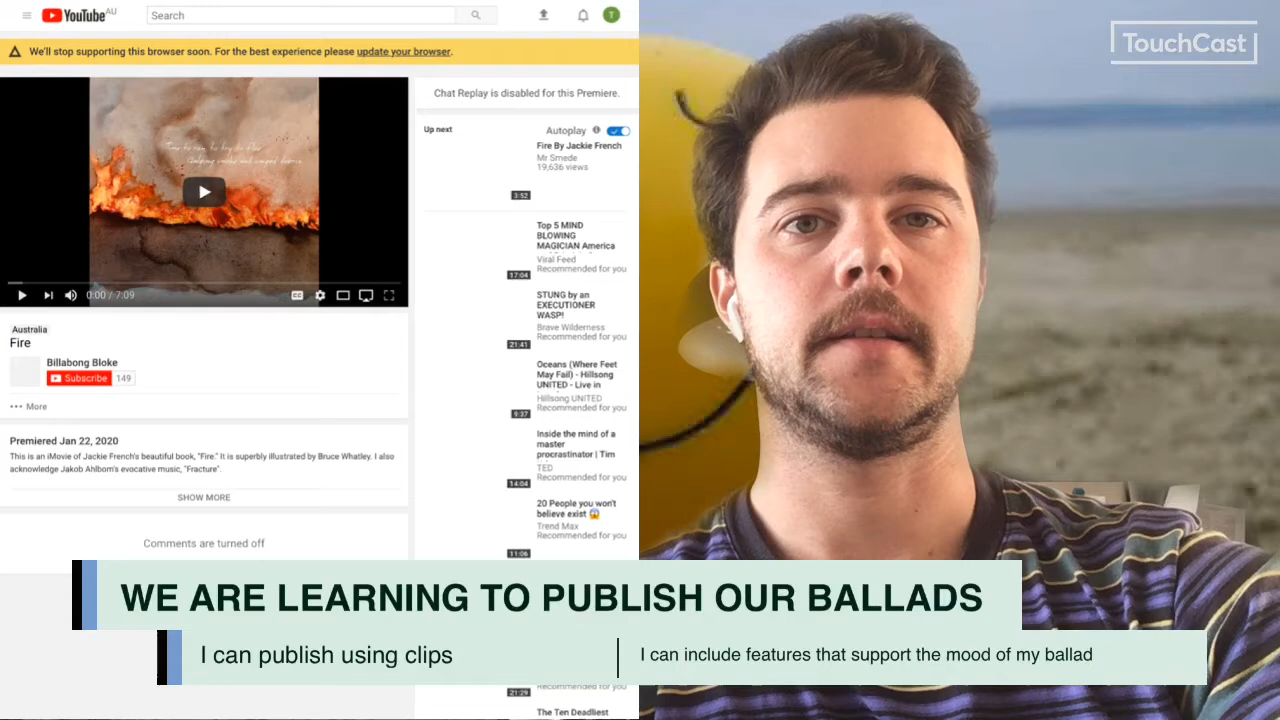 YouTube AU
Search
T
We'll stop supporting this browser soon. For the best experience please update your browser.
Chat Replay is disabled for this Premiere.
Up next
Autoplay
Fire By Jackie French
Mr Smede
19,636 views
3:52
Top 5 MIND
BLOWING
MAGICIAN America
Viral Feed
Recommended for you
17:04
STUNG by an
EXECUTIONER
WASP!
Brave Wilderness
Recommended for you
21:41
Oceans (Where Feet
May Fail) - Hillsong
UNITED - Live in
Hillsong UNITED
Recommended for you
9:37
Inside the mind of a
master
procrastinator | Tim
TED
Recommended for you
14:04
20 People you won't
believe exist 😱
Trend Max
Recommended for you
11:06
0:00 / 7:09
Australia
Fire
Billabong Bloke
Subscribe 149
••• More
Premiered Jan 22, 2020
This is an iMovie of Jackie French's beautiful book, "Fire." It is superbly illustrated by Bruce Whatley. I also
acknowledge Jakob Ahlbom's evocative music, "Fracture".
SHOW MORE
Comments are turned off
TouchCast
WE ARE LEARNING TO PUBLISH OUR BALLADS
I can publish using clips
I can include features that support the mood of my ballad
Recommended for you
21:29
The Ten Deadliest